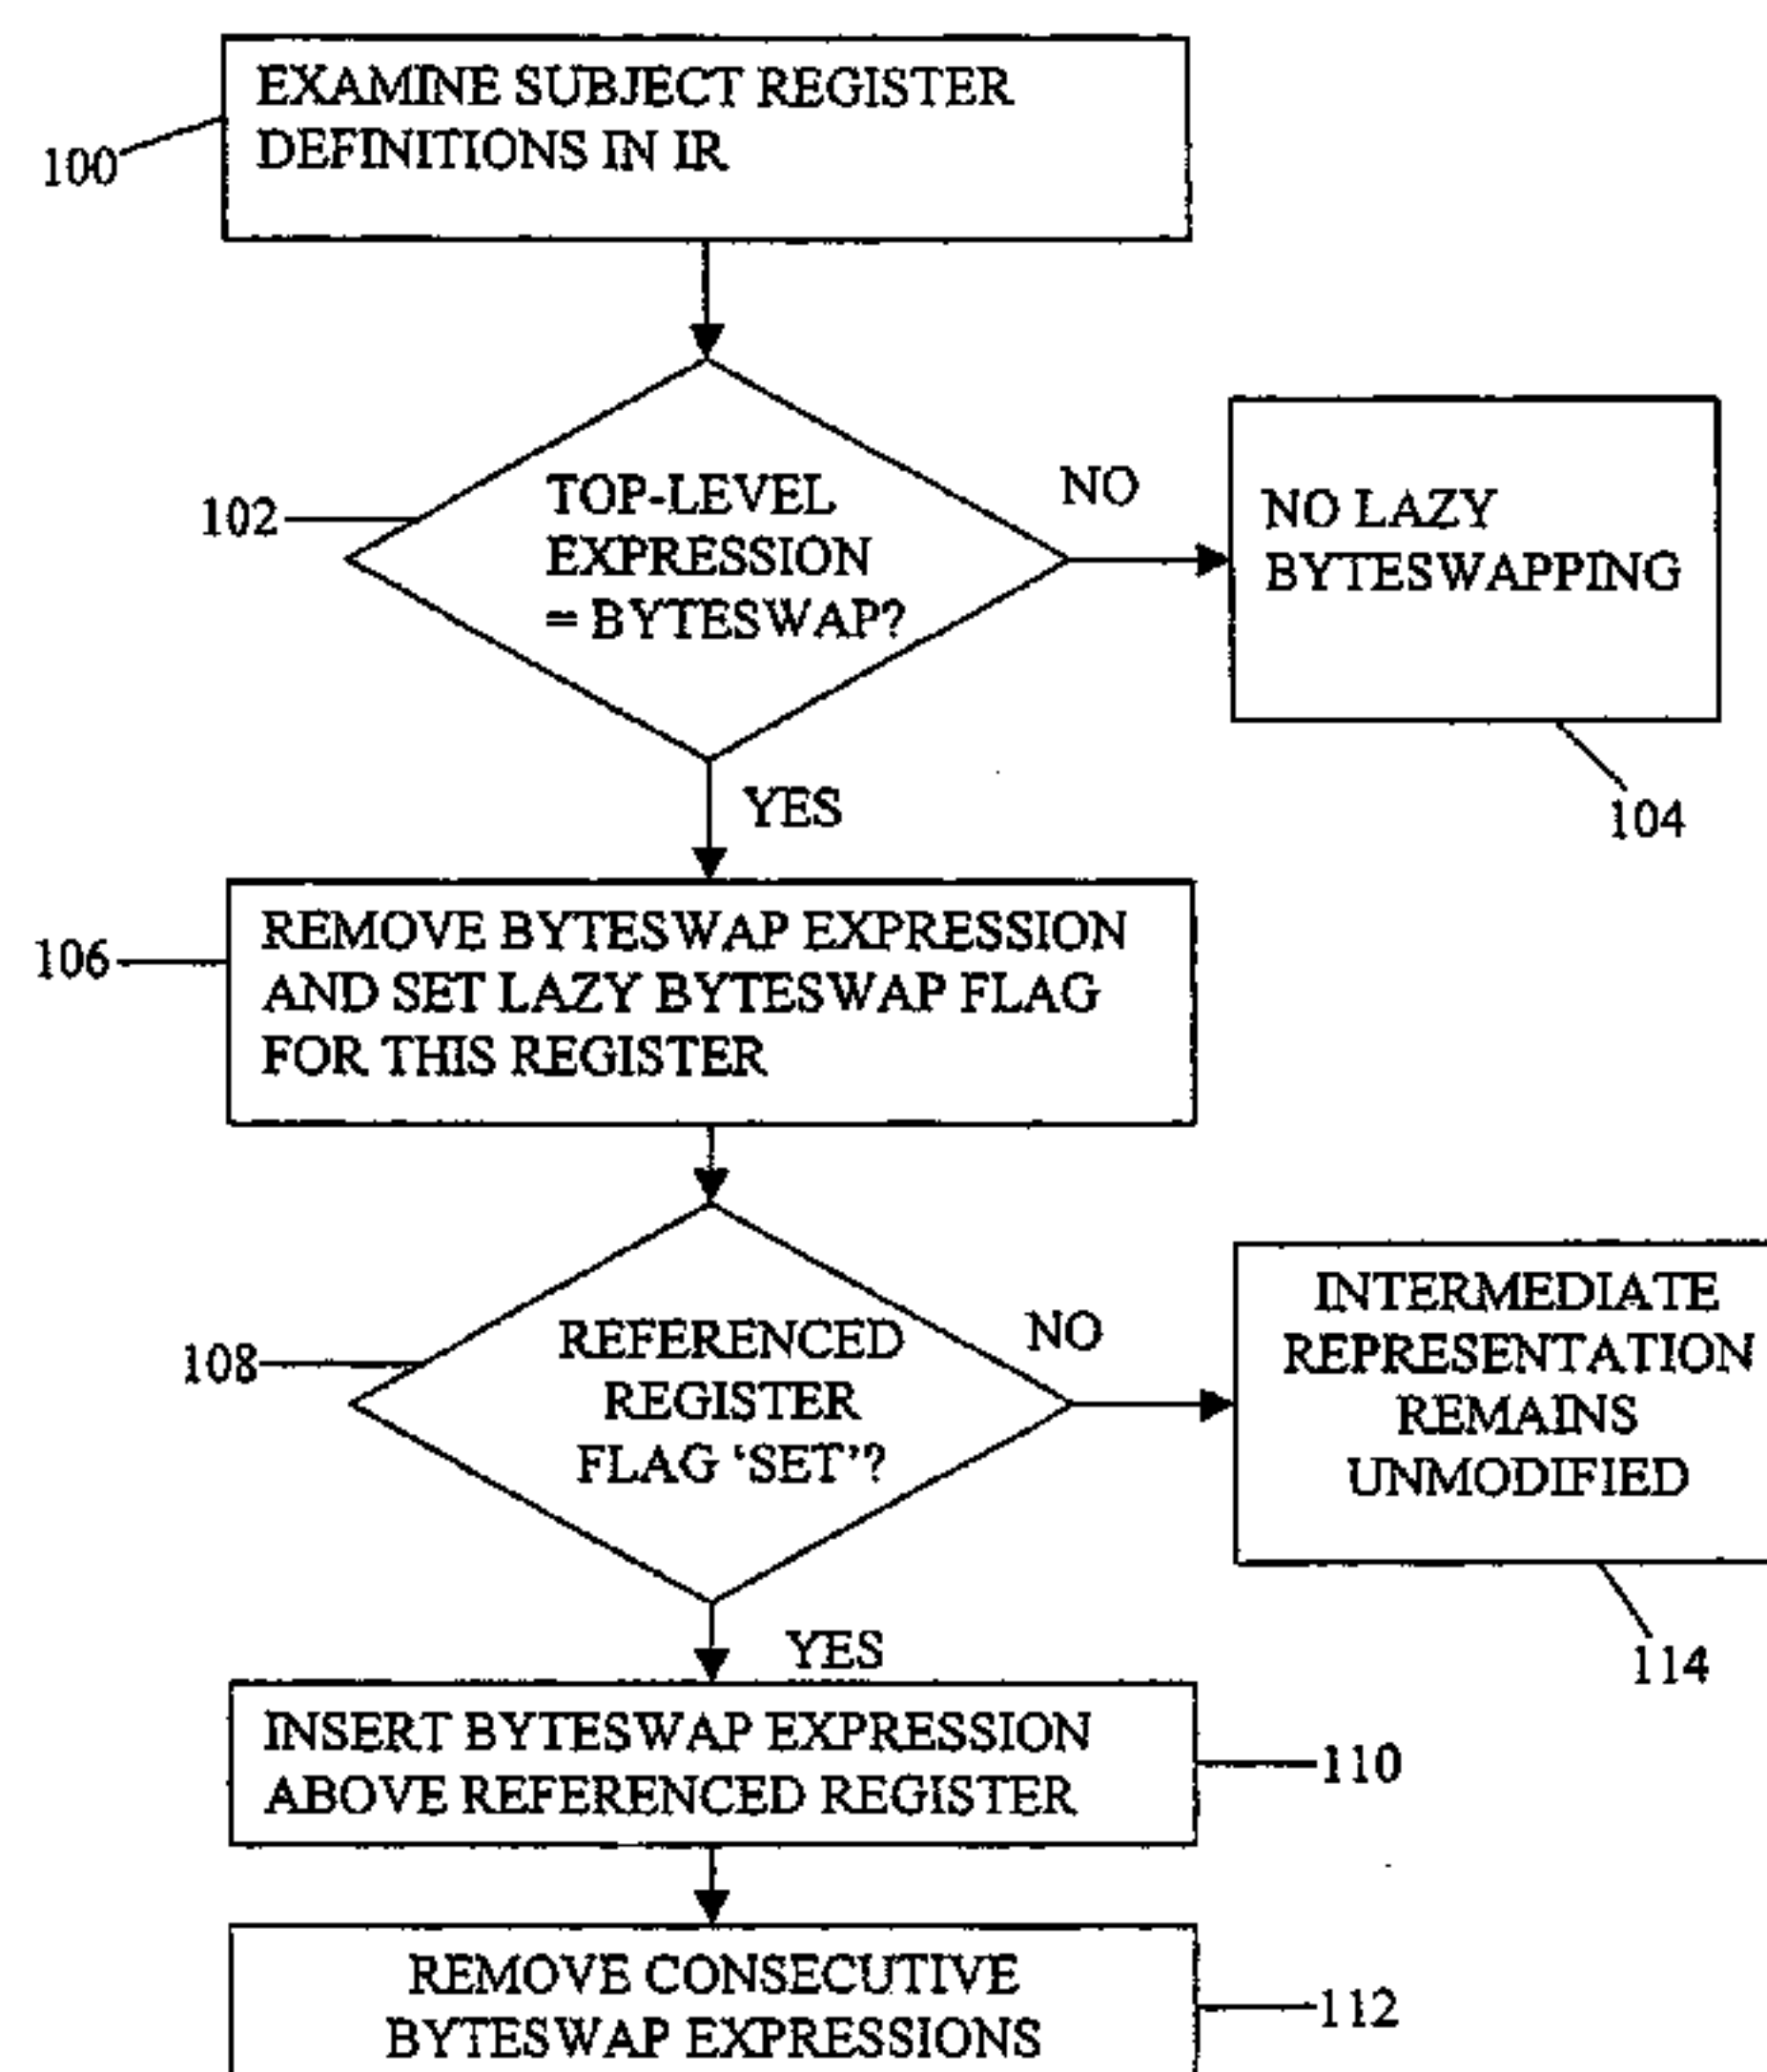 EXAMINE SUBJECT REGISTER
DEFINITIONS IN IR
100
TOP-LEVEL
EXPRESSION
= BYTESWAP?
102
NO
NO LAZY
BYTESWAPPING
104
YES
REMOVE BYTESWAP EXPRESSION
AND SET LAZY BYTESWAP FLAG
FOR THIS REGISTER
106
REFERENCED
REGISTER
FLAG ‘SET’?
108
NO
INTERMEDIATE
REPRESENTATION
REMAINS
UNMODIFIED
114
YES
INSERT BYTESWAP EXPRESSION
ABOVE REFERENCED REGISTER
110
REMOVE CONSECUTIVE
BYTESWAP EXPRESSIONS
112